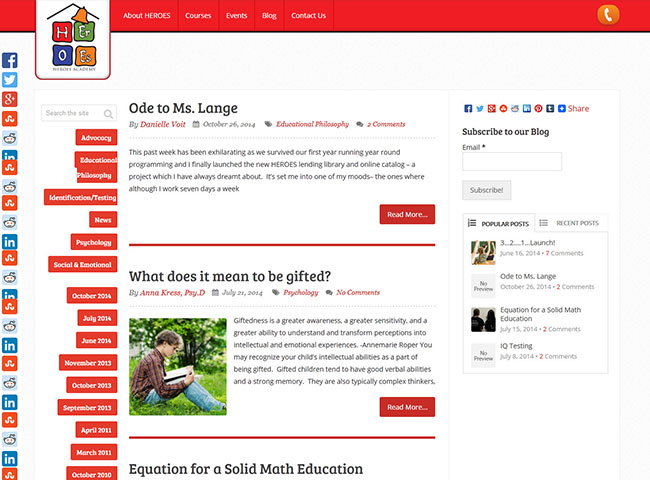 About HEROES
Courses
Events
Blog
Contact Us
HEr
OEs
HEROES ACADEMY
Search the site
Advocacy
Educational
Philosophy
Identification/Testing
News
Psychology
Social & Emotional
October 2014
July 2014
June 2014
November 2013
October 2013
September 2013
April 2011
March 2011
October 2010
Ode to Ms. Lange
By Danielle Voit October 26, 2014 Educational Philosophy 2 Comments
This past week has been exhilarating as we survived our first year running year round
programming and I finally launched the new HEROES lending library and online catalog – a
project which I have always dreamt about. It's set me into one of my moods– the ones where
although I work seven days a week
Read More...
What does it mean to be gifted?
By Anna Kress, Psy.D July 21, 2014 Psychology No Comments
Giftedness is a greater awareness, a greater sensitivity, and a
greater ability to understand and transform perceptions into
intellectual and emotional experiences. -Annemarie Roper You
may recognize your child's intellectual abilities as a part of
being gifted. Gifted children tend to have good verbal abilities
and a strong memory. They are also typically complex thinkers,
Read More...
Equation for a Solid Math Education
Share
Subscribe to our Blog
Email *
Subscribe!
POPULAR POSTS
RECENT POSTS
3...2....1...Launch!
June 16, 2014 • 7 Comments
No
Preview
Ode to Ms. Lange
October 26, 2014 • 2 Comments
Equation for a Solid Math
Education
July 15, 2014 • 2 Comments
No
Preview
IQ Testing
July 8, 2014 • 2 Comments